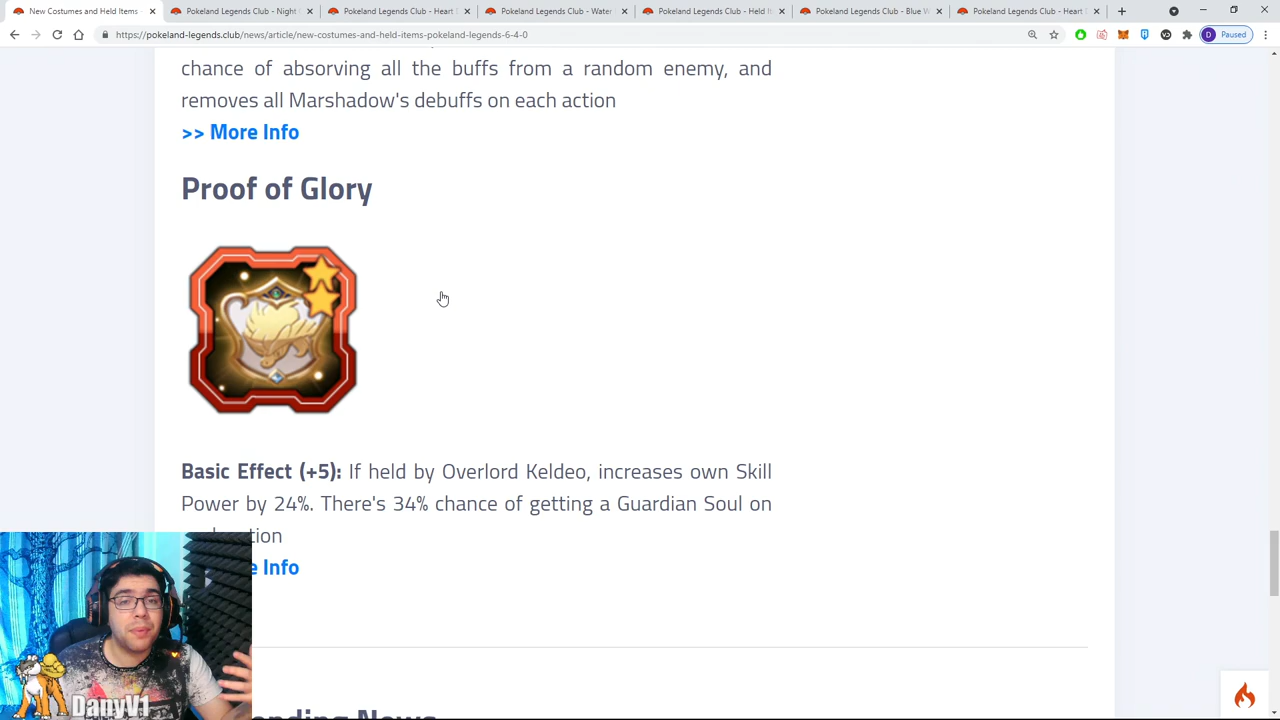 New Costumes and Held Items
Pokeland Legends Club - Night
Pokeland Legends Club - Heart
Pokeland Legends Club - Water
Pokeland Legends Club - Held It
Pokeland Legends Club - Blue W
Pokeland Legends Club - Heart
https://pokeland-legends.club/news/article/new-costumes-and-held-items-pokeland-legends-6-4-0
D Paused
chance of absorving all the buffs from a random enemy, and
removes all Marshadow's debuffs on each action
>> More Info
Proof of Glory
Basic Effect (+5): If held by Overlord Keldeo, increases own Skill
Power by 24%. There's 34% chance of getting a Guardian Soul on
tion
e Info
nding News
DanyV1